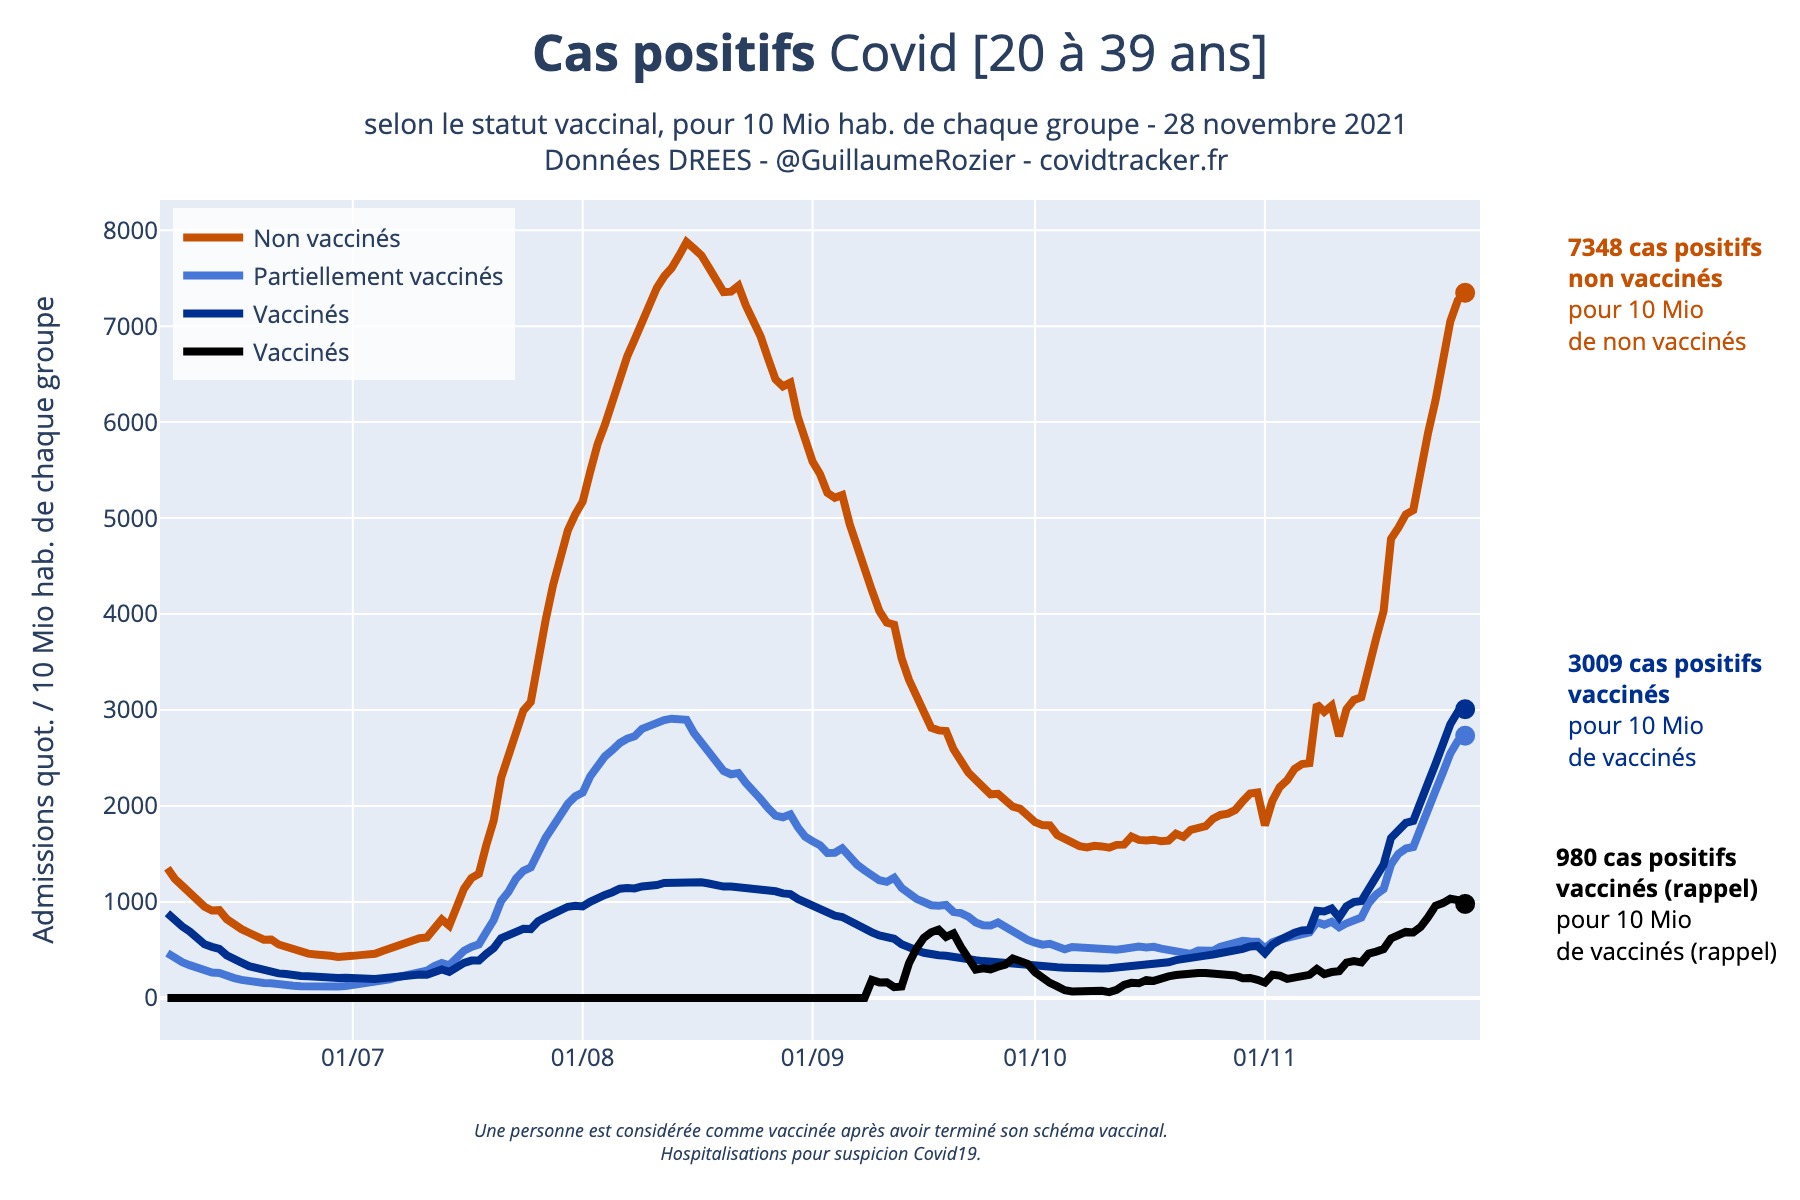 Cas positifs Covid [20 à 39 ans]
selon le statut vaccinal, pour 10 Mio hab. de chaque groupe - 28 novembre 2021
Données DREES - @GuillaumeRozier - covidtracker.fr
Admissions quot. / 10 Mio hab. de chaque groupe
8000
7000
6000
5000
4000
3000
2000
1000
0
Non vaccinés
Partiellement vaccinés
Vaccinés
Vaccinés
01/07
01/08
01/09
01/10
01/11
7348 cas positifs
non vaccinés
pour 10 Mio
de non vaccinés
3009 cas positifs
vaccinés
pour 10 Mio
de vaccinés
980 cas positifs
vaccinés (rappel)
pour 10 Mio
de vaccinés (rappel)
Une personne est considérée comme vaccinée après avoir terminé son schéma vaccinal.
Hospitalisations pour suspicion Covid19.